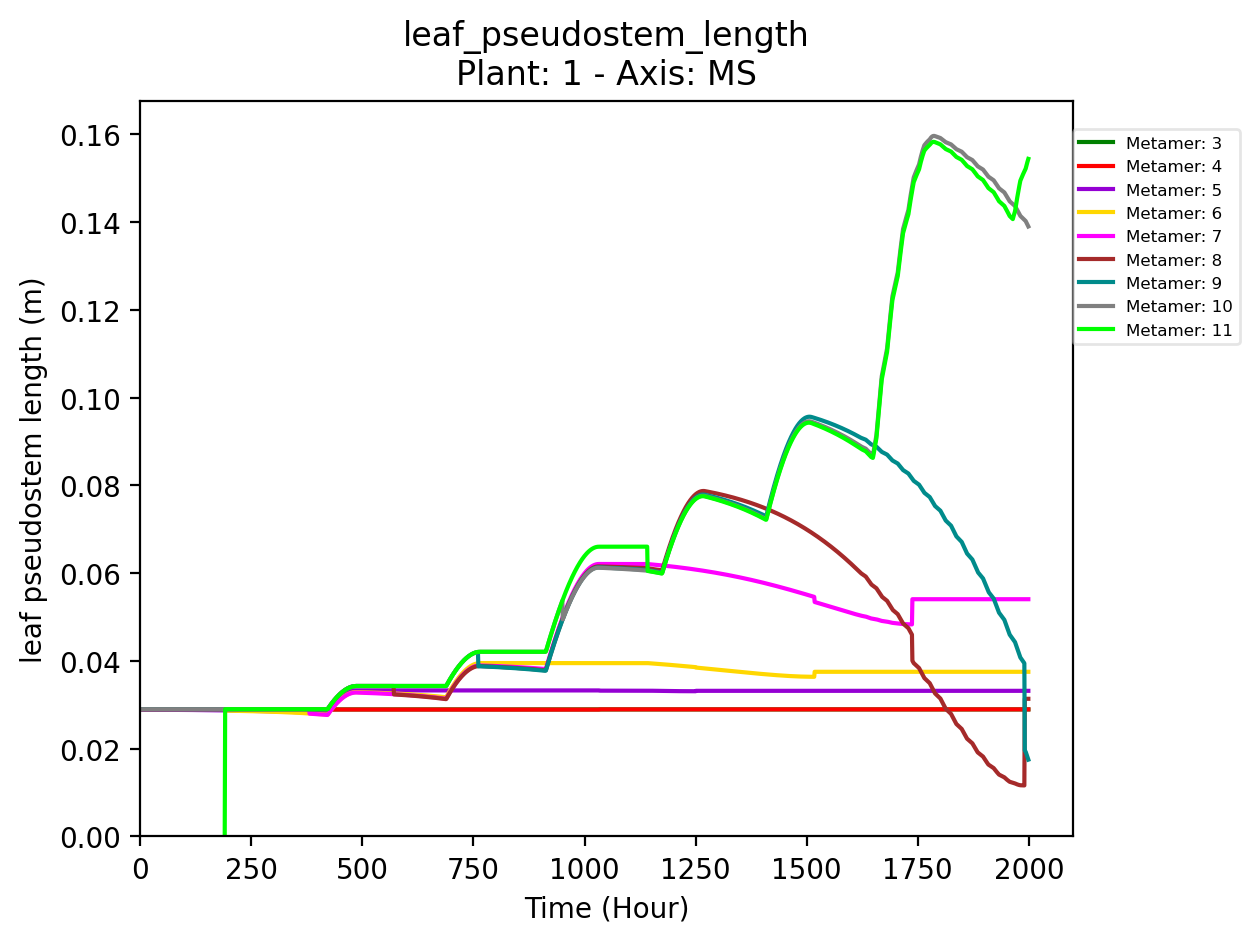 leaf_pseudostem_length
Plant: 1 - Axis: MS
leaf pseudostem length (m)
0.16
0.14
0.12
0.10
0.08
0.06
0.04
0.02
0.00
0
250
500
750
1000
1250
1500
1750
2000
Time (Hour)
Metamer: 3
Metamer: 4
Metamer: 5
Metamer: 6
Metamer: 7
Metamer: 8
Metamer: 9
Metamer: 10
Metamer: 11